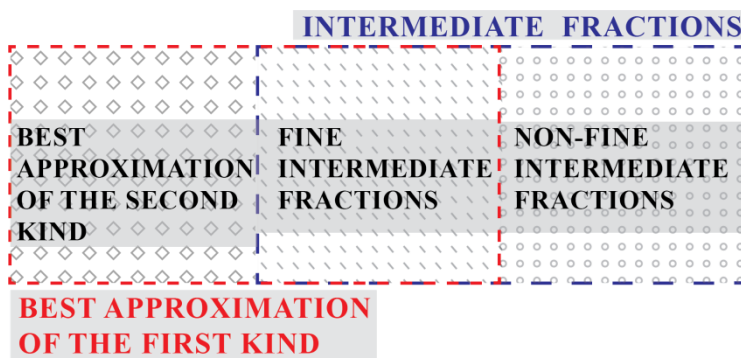 INTERMEDIATE FRACTIONS
BEST
APPROXIMATION
OF THE SECOND
KIND
FINE
INTERMEDIATE
FRACTIONS
NON-FINE
INTERMEDIATE
FRACTIONS
BEST APPROXIMATION
OF THE FIRST KIND